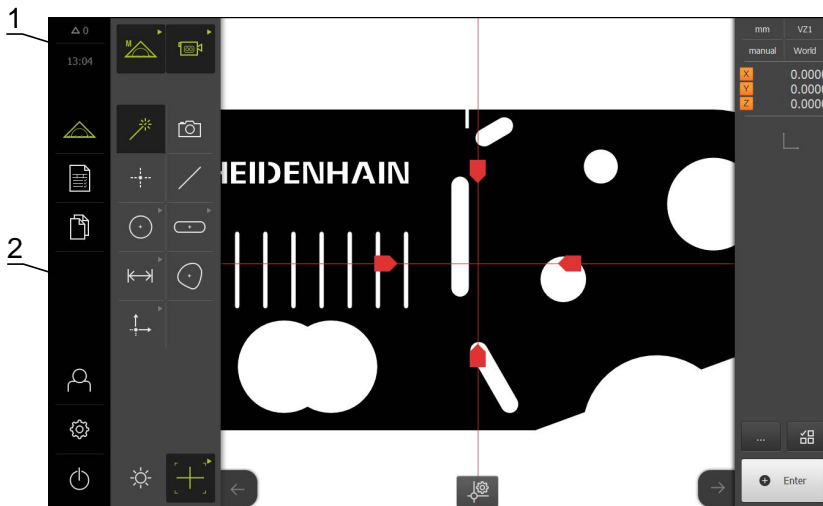 1
2
△ 0
13:04
M
HEIDENHAIN
mm VZ1
manual World
X 0.0000
Y 0.0000
Z 0.0000
...
Enter